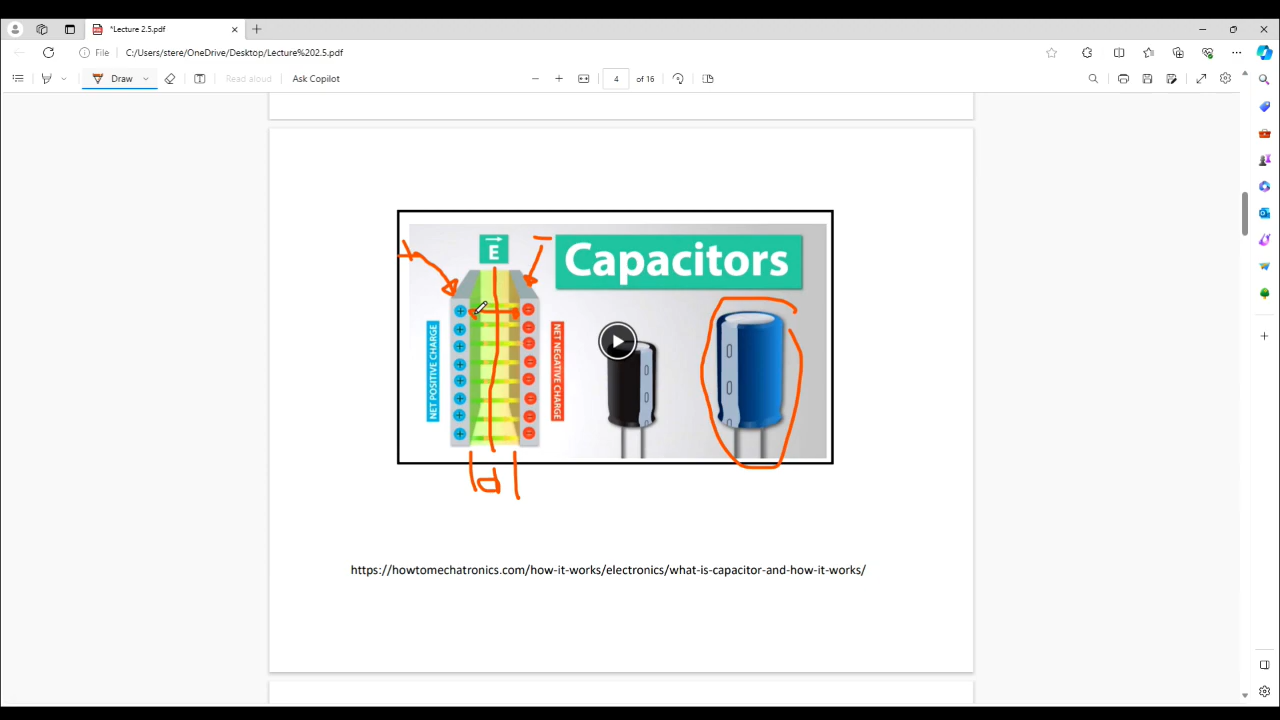 *Lecture 2.5.pdf
File
C:/Users/stere/OneDrive/Desktop/Lecture%202.5.pdf
Draw
Read aloud
Ask Copilot
4 of 16
+
−
E
Capacitors
NET POSITIVE CHARGE
NET NEGATIVE CHARGE
d
https://howtomechatronics.com/how-it-works/electronics/what-is-capacitor-and-how-it-works/